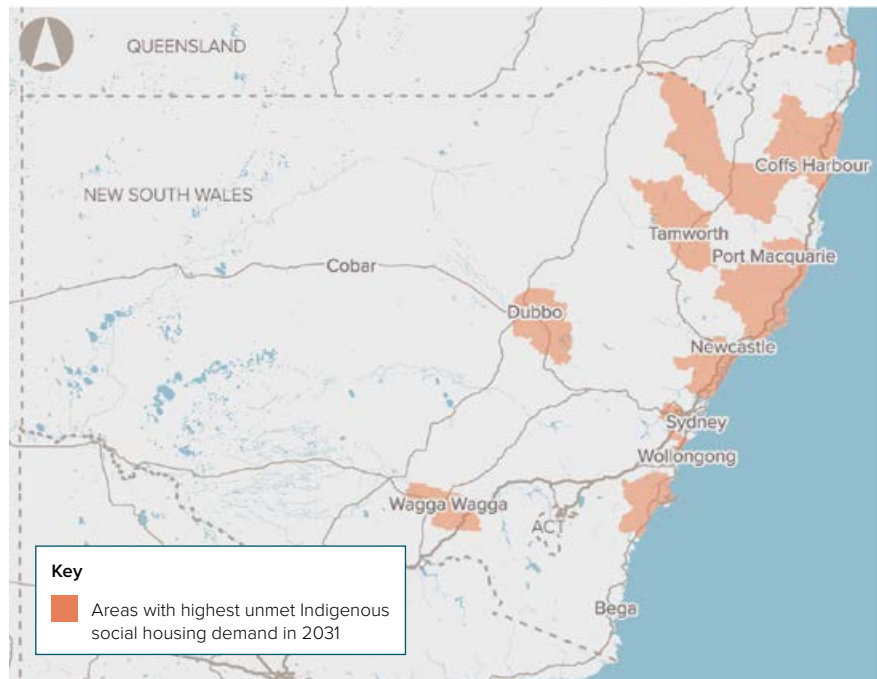 QUEENSLAND
NEW SOUTH WALES
Coffs Harbour
Tamworth
Port Macquarie
Cobar
Dubbo
Newcastle
Sydney
Wollongong
Wagga Wagga
ACT
Bega
Key
Areas with highest unmet Indigenous
social housing demand in 2031